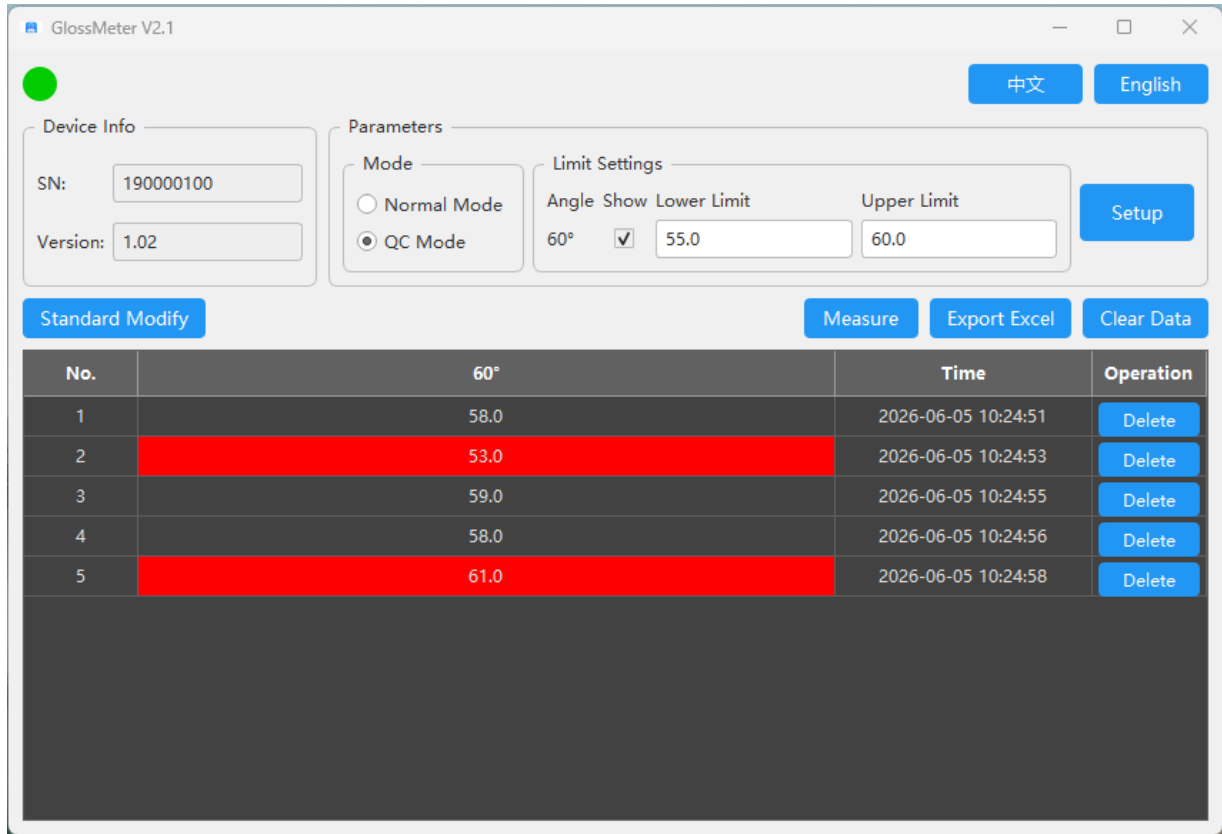 GlossMeter V2.1
中文 English
Device Info
SN: 190000100
Version: 1.02
Parameters
Mode
Normal Mode
QC Mode
Limit Settings
Angle Show Lower Limit Upper Limit
60° 55.0 60.0
Setup
Standard Modify Measure Export Excel Clear Data
No. 60° Time Operation
1 58.0 2026-06-05 10:24:51 Delete
2 53.0 2026-06-05 10:24:53 Delete
3 59.0 2026-06-05 10:24:55 Delete
4 58.0 2026-06-05 10:24:56 Delete
5 61.0 2026-06-05 10:24:58 Delete